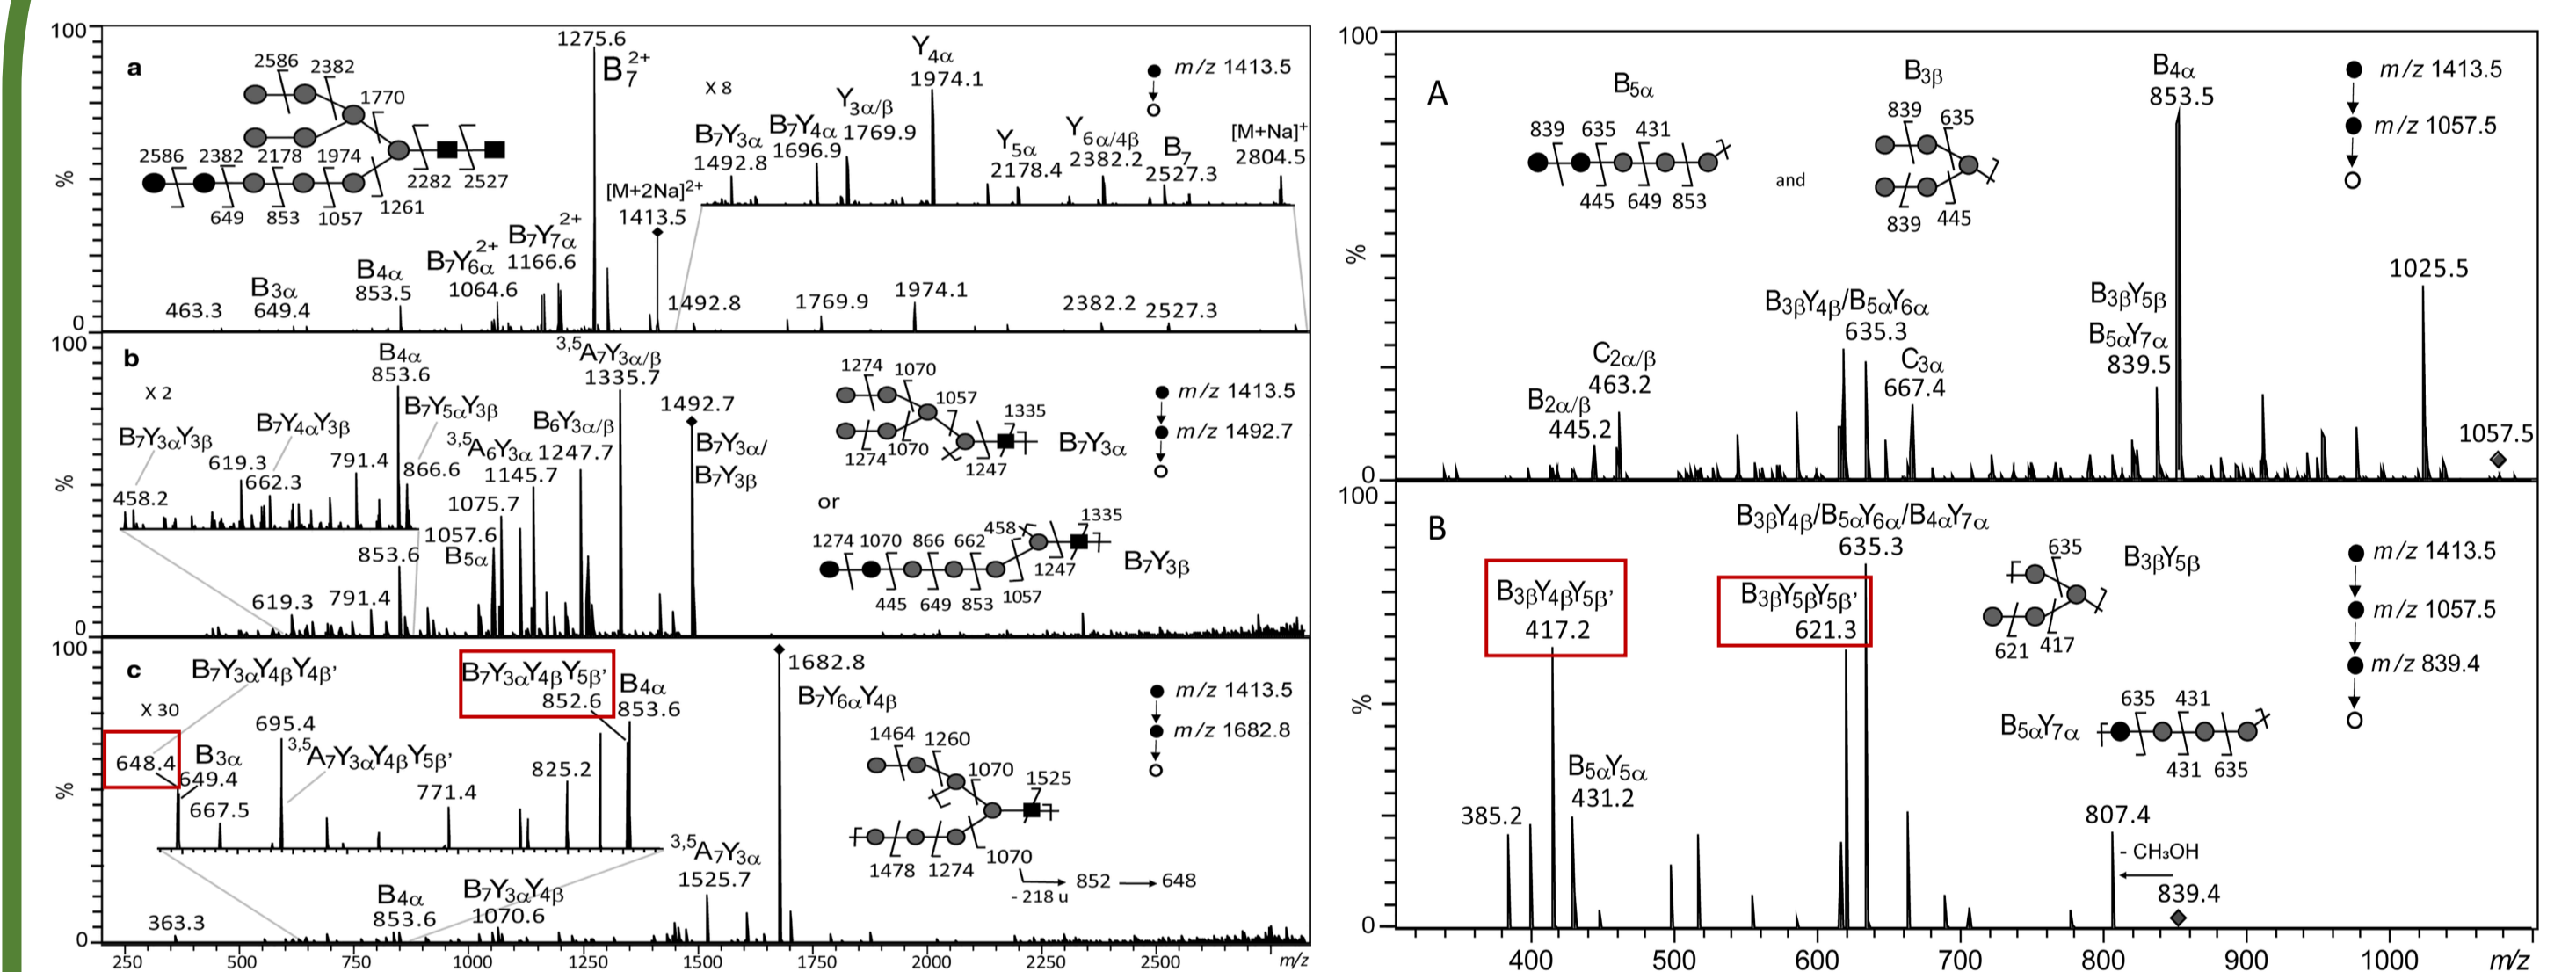 100
%
0
a
2586
2382
1770
2586 2382 2178 1974
649 853 1057 1261
2282 2527
463.3
B3α
649.4
B4α
853.5
B7Y6α 2+
1064.6
B7Y7α 2+
1166.6
1275.6
B7 2+
[M+2Na]2+
1413.5
X 8
B7Y3α
1492.8
B7Y4α
1696.9
Y3α/β
1769.9
Y4α
1974.1
Y5α
2178.4
Y6α/4β
2382.2
B7
2527.3
[M+Na]+
2804.5
m/z 1413.5
1492.8 1769.9 1974.1 2382.2 2527.3
100
%
0
b
X 2
B7Y3αY3β
458.2
619.3
B7Y4αY3β
662.3
791.4
B4α
853.6
B7Y5αY3β
866.6
619.3 791.4 853.6
1057.6
B5α
1075.7
3,5A6Y3α
1145.7
B6Y3α/β
1247.7
3,5A7Y3α/β
1335.7
1492.7
B7Y3α/
B7Y3β
1274 1070
1057
1335
1274 1070
1247
B7Y3α
or
1274 1070 866 662
458
1335
445 649 853 1057
1247
B7Y3β
m/z 1413.5
m/z 1492.7
100
%
0
c
B7Y3αY4βY4β'
X 30
648.4
B3α
649.4
667.5
695.4
3,5A7Y3αY4βY5β'
771.4
825.2
B7Y3αY4βY5β'
852.6
B4α
853.6
363.3
B4α
853.6
B7Y3αY4β
1070.6
3,5A7Y3α
1525.7
1682.8
B7Y6αY4β
1464 1260
1070
1525
1478 1274
1070
- 218 u
852
648
m/z 1413.5
m/z 1682.8
250 500 750 1000 1250 1500 1750 2000 2250 2500 m/z
100
%
0
A
B5α
839 635 431
445 649 853
and
B3β
839
635
839
445
B2α/β
445.2
C2α/β
463.2
B3βY4β/B5αY6α
635.3
C3α
667.4
B3βY5β
B5αY7α
839.5
B4α
853.5
1025.5
1057.5
m/z 1413.5
m/z 1057.5
100
%
0
B
385.2
B3βY4βY5β'
417.2
B5αY5α
431.2
B3βY5βY5β'
621.3
B3βY4β/B5αY6α/B4αY7α
635.3
635
621 417
B3βY5β
B5αY7α
635 431
431 635
807.4
- CH₃OH
839.4
m/z 1413.5
m/z 1057.5
m/z 839.4
400 500 600 700 800 900 1000 m/z